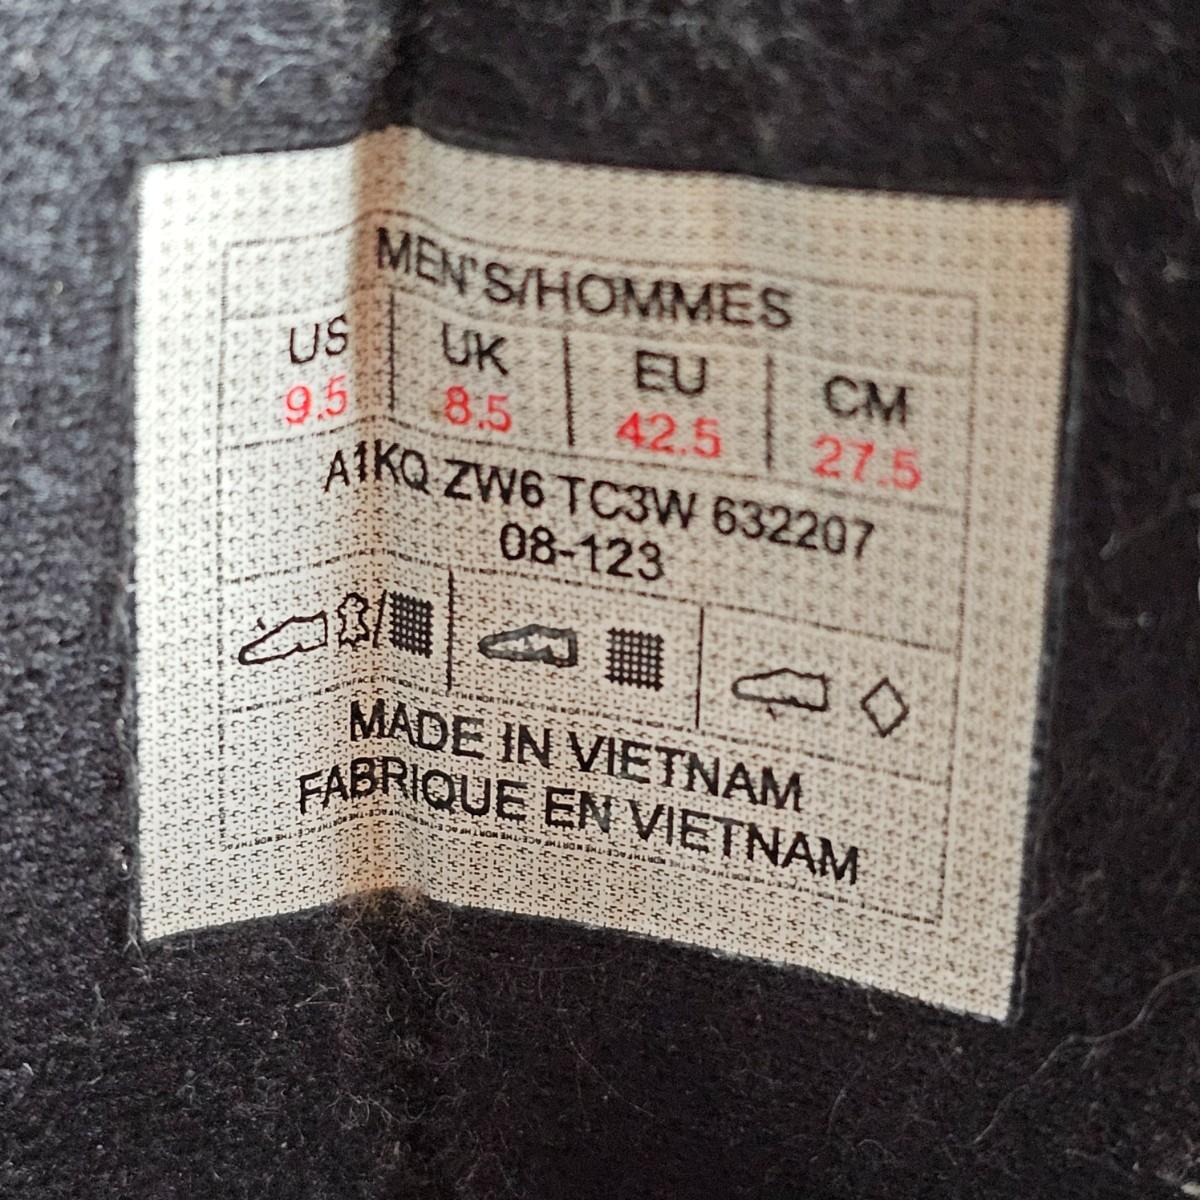 MEN'S/HOMMES
US UK EU CM
9.5 8.5 42.5 27.5
A1KQ ZW6 TC3W 632207
08-123
MADE IN VIETNAM
FABRIQUE EN VIETNAM